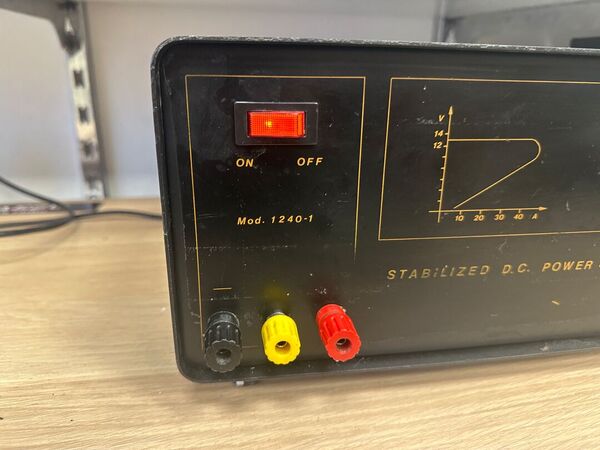 ON OFF
Mod. 1240-1
V
14
12
10 20 30 40 A
STABILIZED D.C. POWER